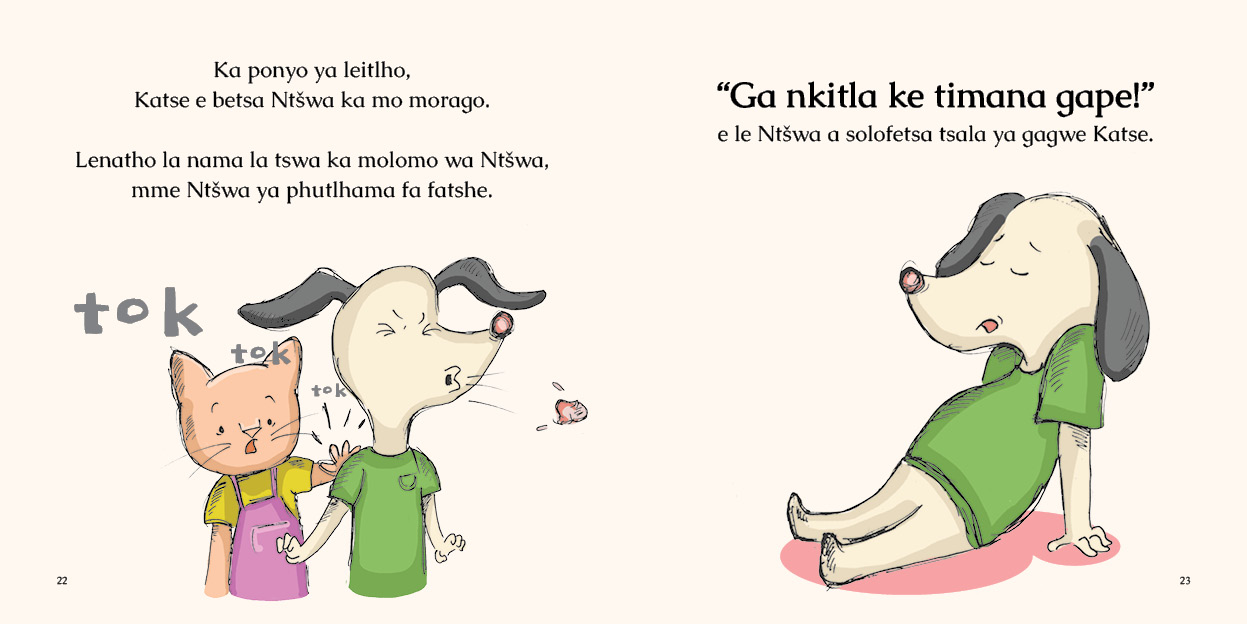 Ka ponyo ya leitlho,
Katse e betsa Ntšwa ka mo morago.
Lenatho la nama la tswa ka molomo wa Ntšwa,
mme Ntšwa ya phutlhama fa fatshe.
tok
tok
tok
22
“Ga nkitla ke timana gape!”
e le Ntšwa a solofetsa tsala ya gagwe Katse.
23